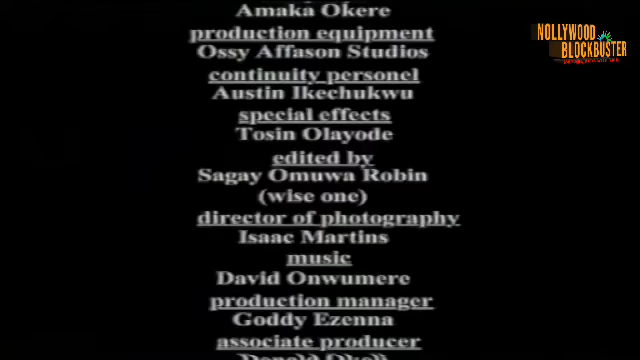 Amaka Okere
production equipment
Ossy Affason Studios
continuity personel
Austin Ikechukwu
special effects
Tosin Olayode
edited by
Sagay Omuwa Robin
(wise one)
director of photography
Isaac Martins
music
David Onwumere
production manager
Goddy Ezenna
associate producer
NOLLYWOOD
BLOCKBUSTER